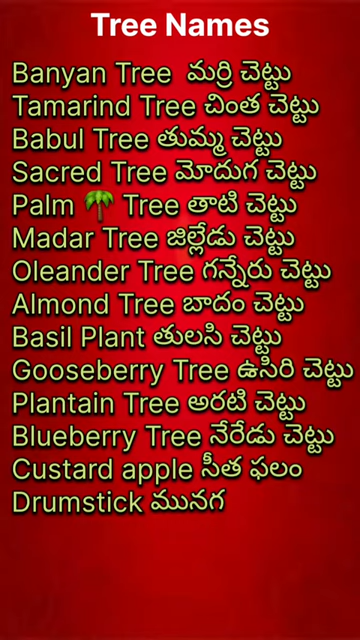 Tree Names
Banyan Tree మర్రి చెట్టు
Tamarind Tree చింత చెట్టు
Babul Tree తుమ్మ చెట్టు
Sacred Tree మోదుగ చెట్టు
Palm 🌴 Tree తాటి చెట్టు
Madar Tree జిల్లేడు చెట్టు
Oleander Tree గన్నేరు చెట్టు
Almond Tree బాదం చెట్టు
Basil Plant తులసి చెట్టు
Gooseberry Tree ఉసిరి చెట్టు
Plantain Tree అరటి చెట్టు
Blueberry Tree నేరేడు చెట్టు
Custard apple సీత ఫలం
Drumstick మునగ